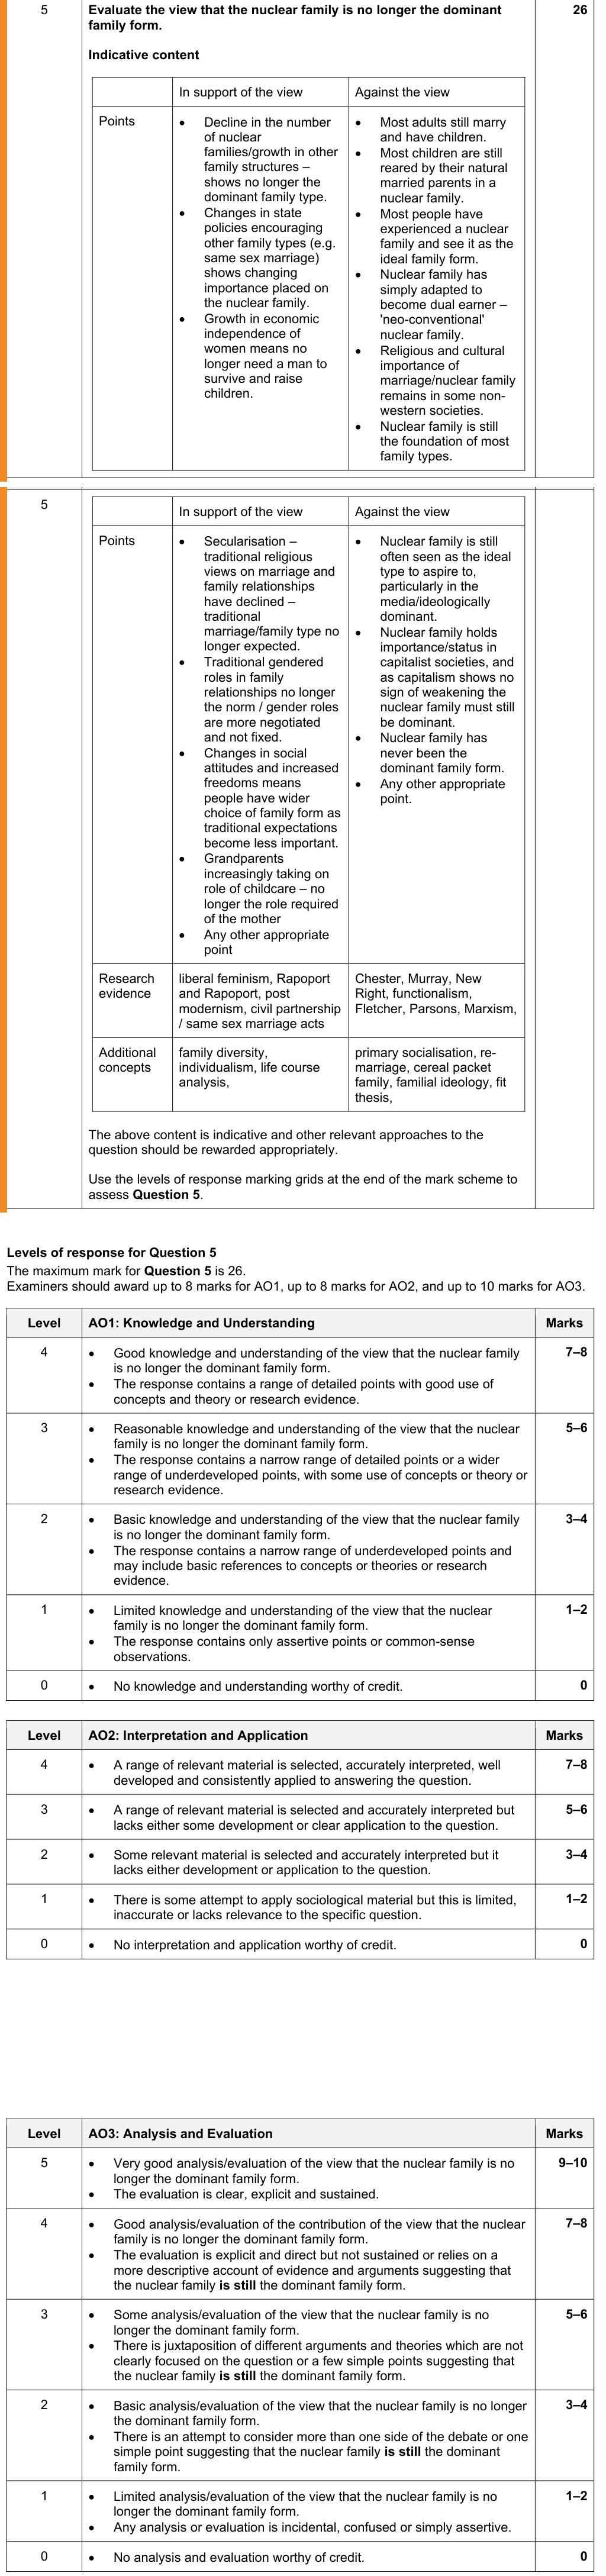 5
Evaluate the view that the nuclear family is no longer the dominant
family form.
26
Indicative content
In support of the view
Against the view
Points
• Decline in the number
of nuclear
families/growth in other
family structures –
shows no longer the
dominant family type.
• Changes in state
policies encouraging
other family types (e.g.
same sex marriage)
shows changing
importance placed on
the nuclear family.
• Growth in economic
independence of
women means no
longer need a man to
survive and raise
children.
• Most adults still marry
and have children.
• Most children are still
reared by their natural
married parents in a
nuclear family.
• Most people have
experienced a nuclear
family and see it as the
ideal family form.
• Nuclear family has
simply adapted to
become dual earner –
'neo-conventional'
nuclear family.
• Religious and cultural
importance of
marriage/nuclear family
remains in some non-
western societies.
• Nuclear family is still
the foundation of most
family types.
5
In support of the view
Against the view
Points
• Secularisation –
traditional religious
views on marriage and
family relationships
have declined –
traditional
marriage/family type no
longer expected.
• Traditional gendered
roles in family
relationships no longer
the norm / gender roles
are more negotiated
and not fixed.
• Changes in social
attitudes and increased
freedoms means
people have wider
choice of family form as
traditional expectations
become less important.
• Grandparents
increasingly taking on
role of childcare – no
longer the role required
of the mother
• Any other appropriate
point
• Nuclear family is still
often seen as the ideal
type to aspire to,
particularly in the
media/ideologically
dominant.
• Nuclear family holds
importance/status in
capitalist societies, and
as capitalism shows no
sign of weakening the
nuclear family must still
be dominant.
• Nuclear family has
never been the
dominant family form.
• Any other appropriate
point.
Research
evidence
liberal feminism, Rapoport
and Rapoport, post
modernism, civil partnership
/ same sex marriage acts
Chester, Murray, New
Right, functionalism,
Fletcher, Parsons, Marxism,
Additional
concepts
family diversity,
individualism, life course
analysis,
primary socialisation, re-
marriage, cereal packet
family, familial ideology, fit
thesis,
The above content is indicative and other relevant approaches to the
question should be rewarded appropriately.
Use the levels of response marking grids at the end of the mark scheme to
assess Question 5.
Levels of response for Question 5
The maximum mark for Question 5 is 26.
Examiners should award up to 8 marks for AO1, up to 8 marks for AO2, and up to 10 marks for AO3.
Level
AO1: Knowledge and Understanding
Marks
4
• Good knowledge and understanding of the view that the nuclear family
is no longer the dominant family form.
• The response contains a range of detailed points with good use of
concepts and theory or research evidence.
7–8
3
• Reasonable knowledge and understanding of the view that the nuclear
family is no longer the dominant family form.
• The response contains a narrow range of detailed points or a wider
range of underdeveloped points, with some use of concepts or theory or
research evidence.
5–6
2
• Basic knowledge and understanding of the view that the nuclear family
is no longer the dominant family form.
• The response contains a narrow range of underdeveloped points and
may include basic references to concepts or theories or research
evidence.
3–4
1
• Limited knowledge and understanding of the view that the nuclear
family is no longer the dominant family form.
• The response contains only assertive points or common-sense
observations.
1–2
0
• No knowledge and understanding worthy of credit.
0
Level
AO2: Interpretation and Application
Marks
4
• A range of relevant material is selected, accurately interpreted, well
developed and consistently applied to answering the question.
7–8
3
• A range of relevant material is selected and accurately interpreted but
lacks either some development or clear application to the question.
5–6
2
• Some relevant material is selected and accurately interpreted but it
lacks either development or application to the question.
3–4
1
• There is some attempt to apply sociological material but this is limited,
inaccurate or lacks relevance to the specific question.
1–2
0
• No interpretation and application worthy of credit.
0
Level
AO3: Analysis and Evaluation
Marks
5
• Very good analysis/evaluation of the view that the nuclear family is no
longer the dominant family form.
• The evaluation is clear, explicit and sustained.
9–10
4
• Good analysis/evaluation of the contribution of the view that the nuclear
family is no longer the dominant family form.
• The evaluation is explicit and direct but not sustained or relies on a
more descriptive account of evidence and arguments suggesting that
the nuclear family is still the dominant family form.
7–8
3
• Some analysis/evaluation of the view that the nuclear family is no
longer the dominant family form.
• There is juxtaposition of different arguments and theories which are not
clearly focused on the question or a few simple points suggesting that
the nuclear family is still the dominant family form.
5–6
2
• Basic analysis/evaluation of the view that the nuclear family is no longer
the dominant family form.
• There is an attempt to consider more than one side of the debate or one
simple point suggesting that the nuclear family is still the dominant
family form.
3–4
1
• Limited analysis/evaluation of the view that the nuclear family is no
longer the dominant family form.
• Any analysis or evaluation is incidental, confused or simply assertive.
1–2
0
• No analysis and evaluation worthy of credit.
0